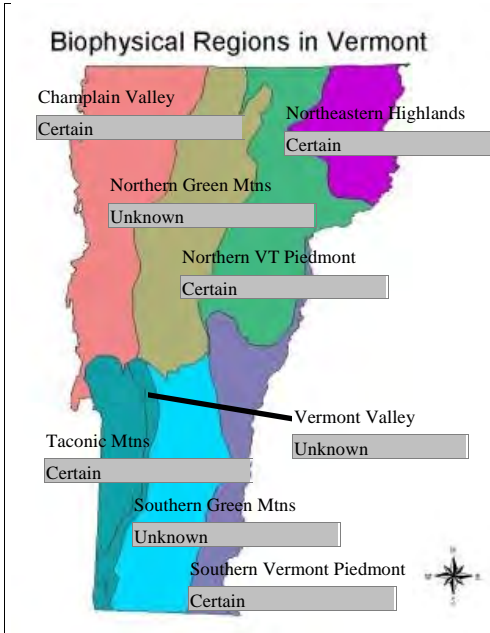 Biophysical Regions in Vermont
Champlain Valley
Certain
Northeastern Highlands
Certain
Northern Green Mtns
Unknown
Northern VT Piedmont
Certain
Vermont Valley
Unknown
Taconic Mtns
Certain
Southern Green Mtns
Unknown
Southern Vermont Piedmont
Certain